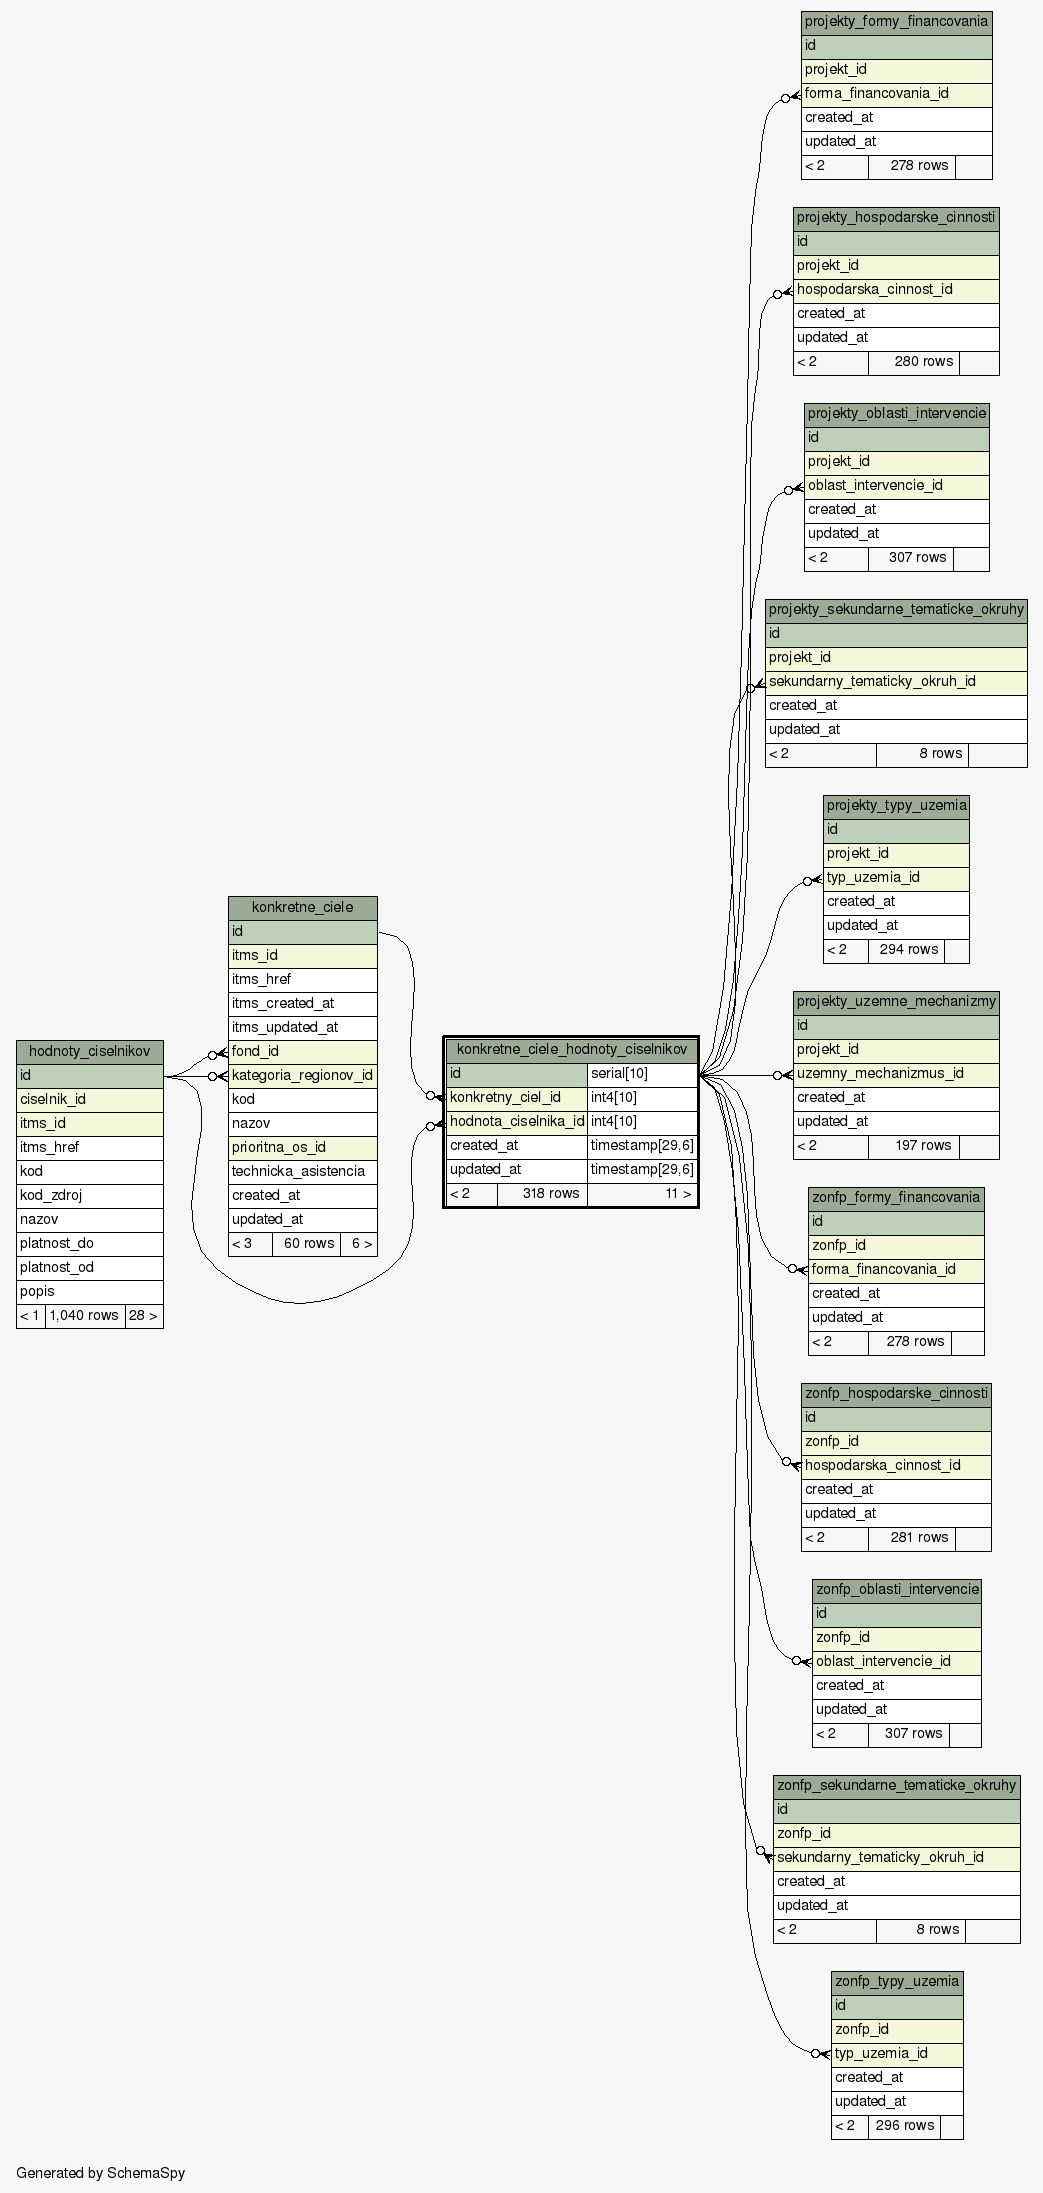 projekty_formy_financovania
id
projekt_id
forma_financovania_id
created_at
updated_at
< 2 278 rows
projekty_hospodarske_cinnosti
id
projekt_id
hospodarska_cinnost_id
created_at
updated_at
< 2 280 rows
projekty_oblasti_intervencie
id
projekt_id
oblast_intervencie_id
created_at
updated_at
< 2 307 rows
projekty_sekundarne_tematicke_okruhy
id
projekt_id
sekundarny_tematicky_okruh_id
created_at
updated_at
< 2 8 rows
projekty_typy_uzemia
id
projekt_id
typ_uzemia_id
created_at
updated_at
< 2 294 rows
konkretne_ciele
id
itms_id
itms_href
itms_created_at
itms_updated_at
fond_id
kategoria_regionov_id
kod
nazov
prioritna_os_id
technicka_asistencia
created_at
updated_at
< 3 60 rows 6 >
hodnoty_ciselnikov
id
ciselnik_id
itms_id
itms_href
kod
kod_zdroj
nazov
platnost_do
platnost_od
popis
< 1 1,040 rows 28 >
konkretne_ciele_hodnoty_ciselnikov
id serial[10]
konkretny_ciel_id int4[10]
hodnota_ciselnika_id int4[10]
created_at timestamp[29,6]
updated_at timestamp[29,6]
< 2 318 rows 11 >
projekty_uzemne_mechanizmy
id
projekt_id
uzemny_mechanizmus_id
created_at
updated_at
< 2 197 rows
zonfp_formy_financovania
id
zonfp_id
forma_financovania_id
created_at
updated_at
< 2 278 rows
zonfp_hospodarske_cinnosti
id
zonfp_id
hospodarska_cinnost_id
created_at
updated_at
< 2 281 rows
zonfp_oblasti_intervencie
id
zonfp_id
oblast_intervencie_id
created_at
updated_at
< 2 307 rows
zonfp_sekundarne_tematicke_okruhy
id
zonfp_id
sekundarny_tematicky_okruh_id
created_at
updated_at
< 2 8 rows
zonfp_typy_uzemia
id
zonfp_id
typ_uzemia_id
created_at
updated_at
< 2 296 rows
Generated by SchemaSpy